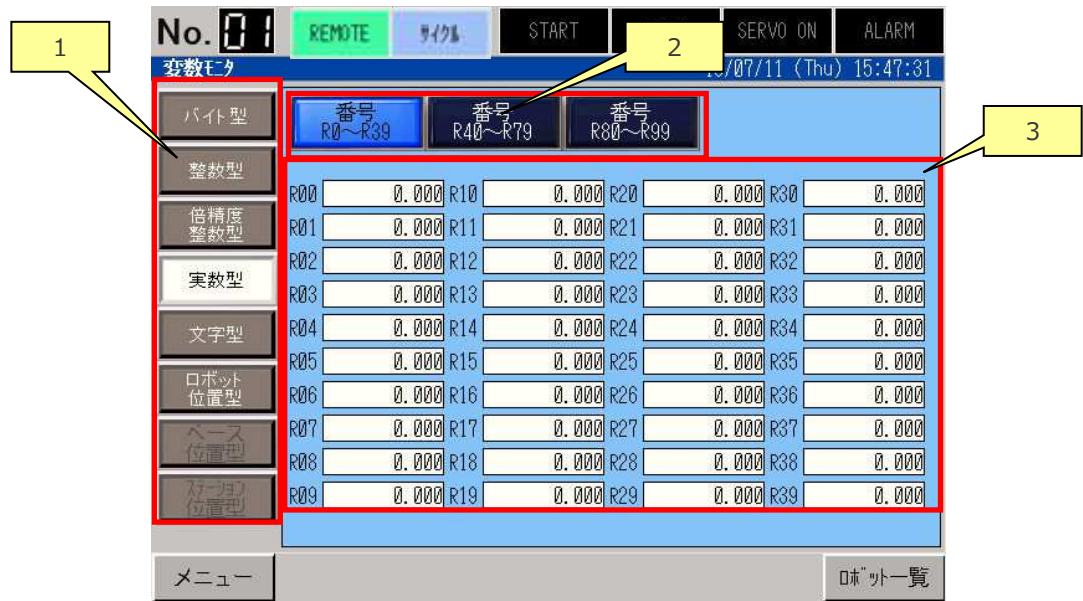 No. 01
REMOTE
サイクル
START
SERVO ON
ALARM
変数モニタ
/07/11 (Thu) 15:47:31
1
2
3
バイト型
整数型
倍精度
整数型
実数型
文字型
ロボット
位置型
ベース
位置型
ステーション
位置型
番号
R0～R39
番号
R40～R79
番号
R80～R99
R00 0.000 R10 0.000 R20 0.000 R30 0.000
R01 0.000 R11 0.000 R21 0.000 R31 0.000
R02 0.000 R12 0.000 R22 0.000 R32 0.000
R03 0.000 R13 0.000 R23 0.000 R33 0.000
R04 0.000 R14 0.000 R24 0.000 R34 0.000
R05 0.000 R15 0.000 R25 0.000 R35 0.000
R06 0.000 R16 0.000 R26 0.000 R36 0.000
R07 0.000 R17 0.000 R27 0.000 R37 0.000
R08 0.000 R18 0.000 R28 0.000 R38 0.000
R09 0.000 R19 0.000 R29 0.000 R39 0.000
メニュー
ロボット一覧